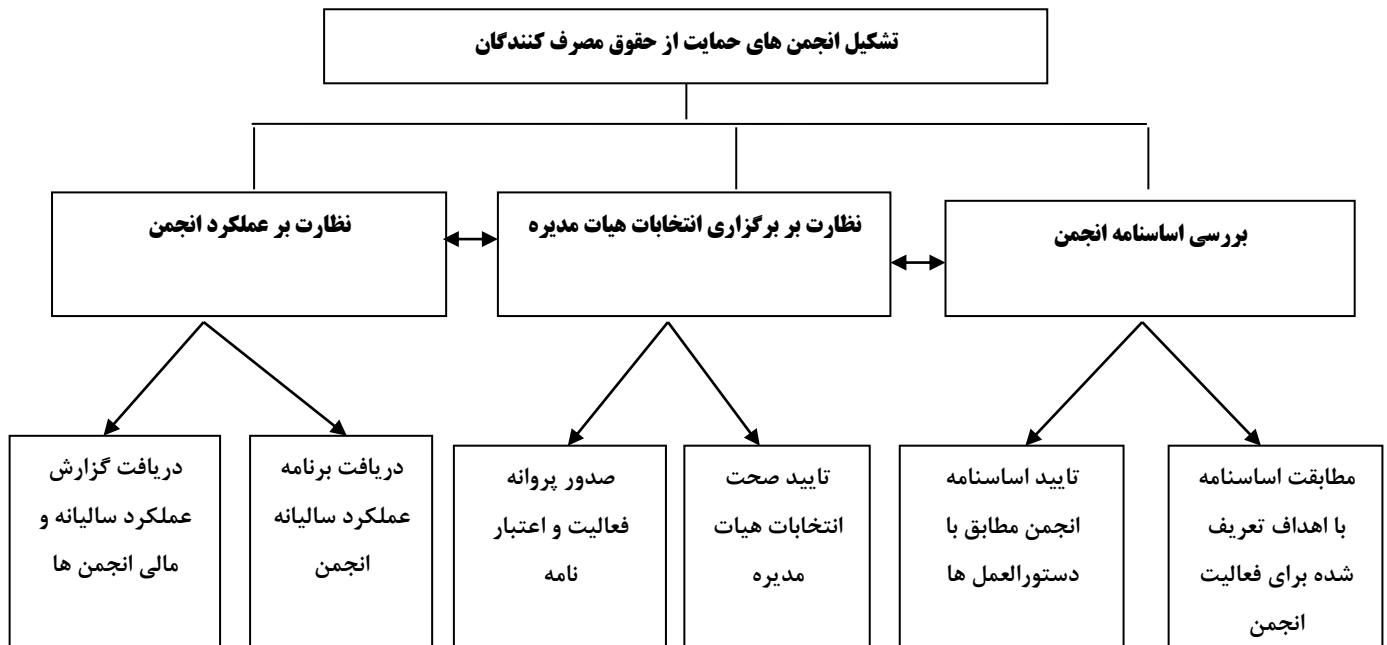 تشکیل انجمن های حمایت از حقوق مصرف کنندگان
بررسی اساسنامه انجمن
نظارت بر برگزاری انتخابات هیات مدیره
نظارت بر عملکرد انجمن
مطابقت اساسنامه
با اهداف تعریف
شده برای فعالیت
انجمن
تایید اساسنامه
انجمن مطابق با
دستورالعمل ها
تایید صحت
انتخابات هیات
مدیره
صدور پروانه
فعالیت و اعتبار
نامه
دریافت برنامه
عملکرد سالیانه
انجمن
دریافت گزارش
عملکرد سالیانه و
مالی انجمن ها